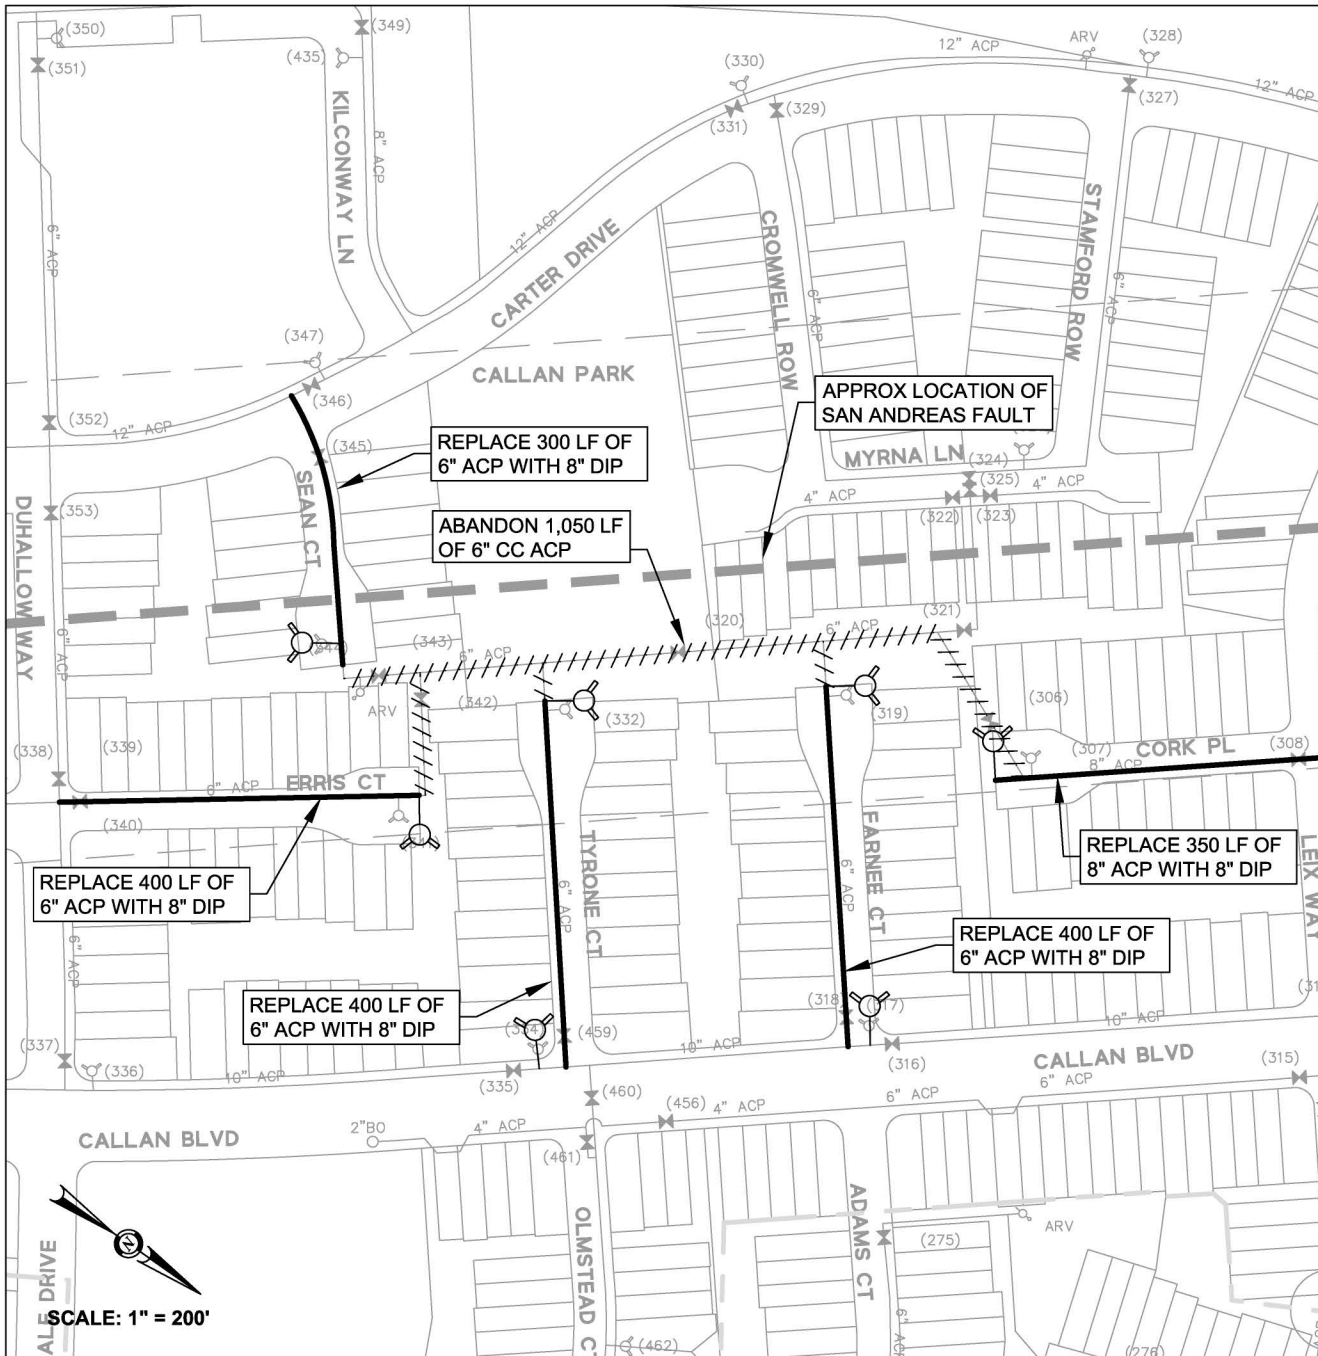 (350)
(351)
(349)
(435)
KILCONWAY LN
8" ACP
6" ACP
(330)
(331)
(329)
12" ACP
ARV
(328)
(327)
12" ACP
12" ACP
CARTER DRIVE
CROMWELL ROW
6" ACP
STAMFORD ROW
6" ACP
(347)
(346)
CALLAN PARK
(352)
12" ACP
(345)
APPROX LOCATION OF
SAN ANDREAS FAULT
REPLACE 300 LF OF
6" ACP WITH 8" DIP
MYRNA LN
(324)
(325)
4" ACP
4" ACP
(322)
(323)
(353)
DUHALLOW WAY
SEAN CT
ABANDON 1,050 LF
OF 6" CC ACP
6" ACP
(344)
(343)
6" ACP
(320)
6" ACP
(321)
ARV
(342)
(332)
(319)
(306)
(338)
(339)
(307)
CORK PL
(308)
8" ACP
6" ACP
ERRIS CT
(340)
REPLACE 400 LF OF
6" ACP WITH 8" DIP
TYRONE CT
6" ACP
FARNEE CT
6" ACP
REPLACE 350 LF OF
8" ACP WITH 8" DIP
LEIX WAY
6" ACP
REPLACE 400 LF OF
6" ACP WITH 8" DIP
REPLACE 400 LF OF
6" ACP WITH 8" DIP
(318)
(317)
(334)
(459)
10" ACP
10" ACP
(316)
(337)
(336)
10" ACP
(335)
CALLAN BLVD
(315)
(460)
(456)
4" ACP
6" ACP
6" ACP
CALLAN BLVD
2"BO
4" ACP
(461)
OLMSTEAD CT
ADAMS CT
ARV
(275)
6" ACP
N
SCALE: 1" = 200'
ALE DRIVE
(462)
(276)